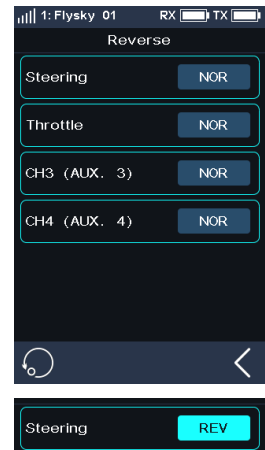 1: Flysky 01 RX TX
Reverse
Steering NOR
Throttle NOR
CH3 (AUX. 3) NOR
CH4 (AUX. 4) NOR
Steering REV